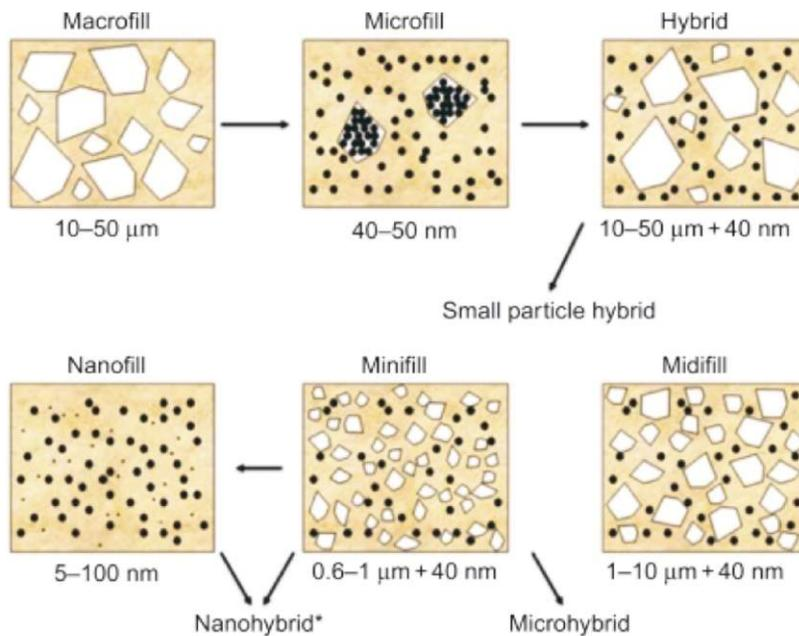 Macrofill
Microfill
Hybrid
10–50 μm
40–50 nm
10–50 μm + 40 nm
Small particle hybrid
Nanofill
Minifill
Midifill
5–100 nm
0.6–1 μm + 40 nm
1–10 μm + 40 nm
Nanohybrid*
Microhybrid